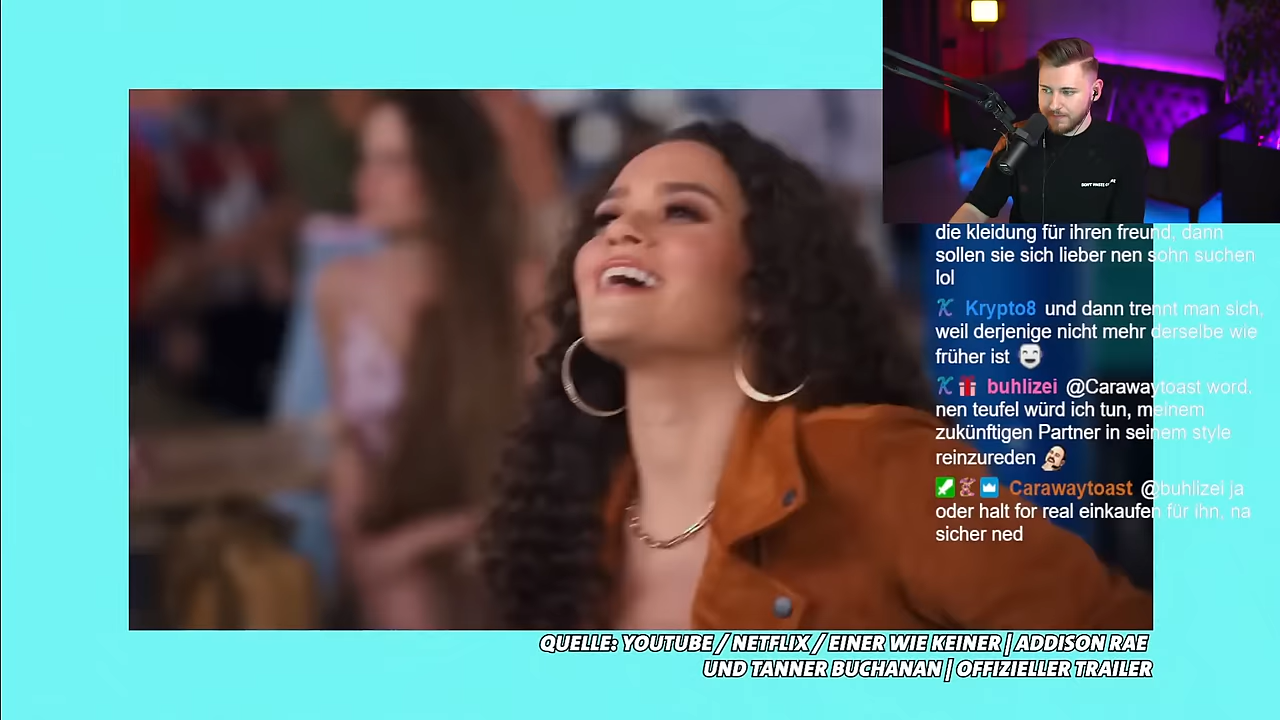 die kleidung für ihren freund, dann
sollen sie sich lieber nen sohn suchen
lol
Krypto8 und dann trennt man sich,
weil derjenige nicht mehr derselbe wie
früher ist
buhlizei @Carawaytoast word,
nen teufel würd ich tun, meinem
zukünftigen Partner in seinem style
reinzureden
Carawaytoast @buhlizei ja
oder halt for real einkaufen für ihn, na
sicher ned
QUELLE: YOUTUBE / NETFLIX / EINER WIE KEINER | ADDISON RAE
UND TANNER BUCHANAN | OFFIZIELLER TRAILER